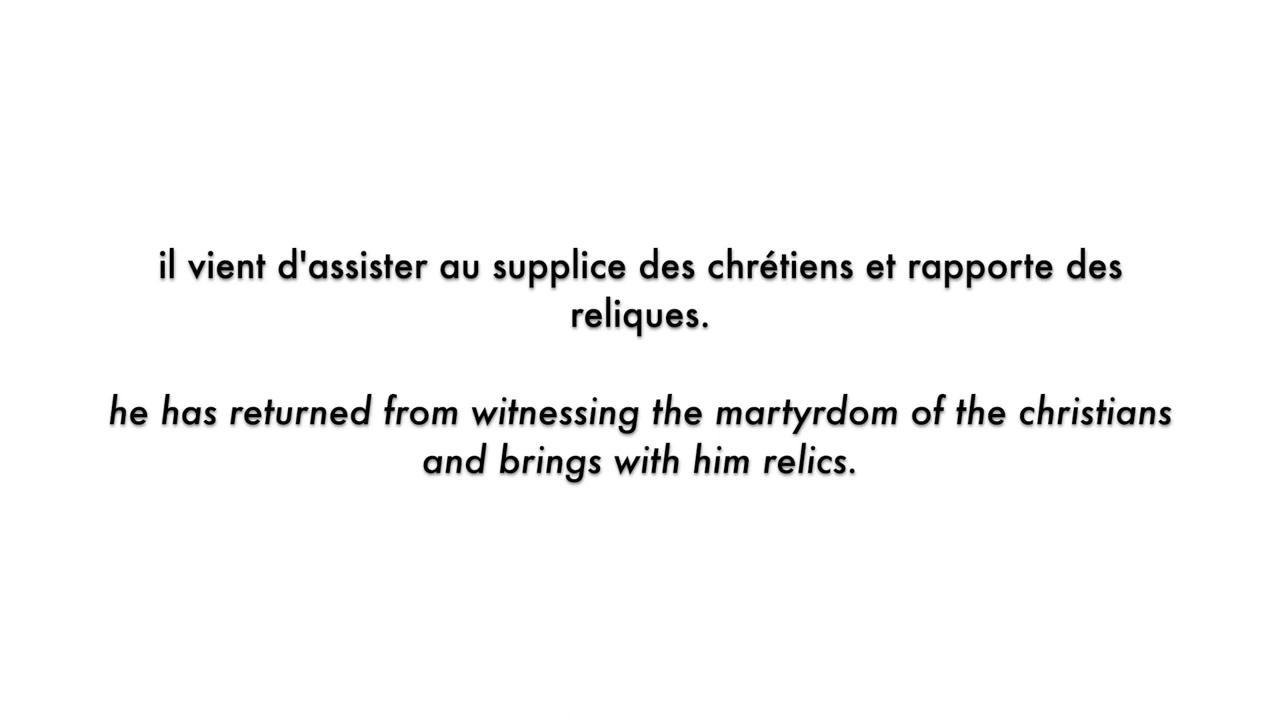 il vient d'assister au supplice des chrétiens et rapporte des
reliques.
he has returned from witnessing the martyrdom of the christians
and brings with him relics.